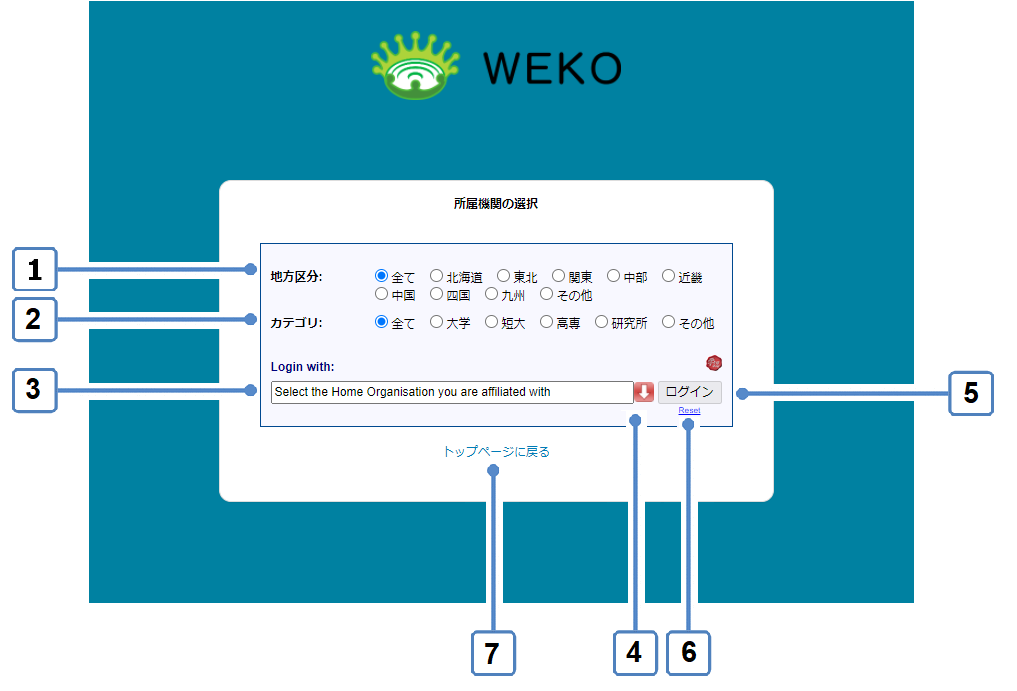 WEKO
所属機関の選択
1
地方区分: 全て 北海道 東北 関東 中部 近畿
中国 四国 九州 その他
2
カテゴリ: 全て 大学 短大 高専 研究所 その他
Login with:
3
Select the Home Organisation you are affiliated with ログイン
5
Reset
トップページに戻る
7
4
6